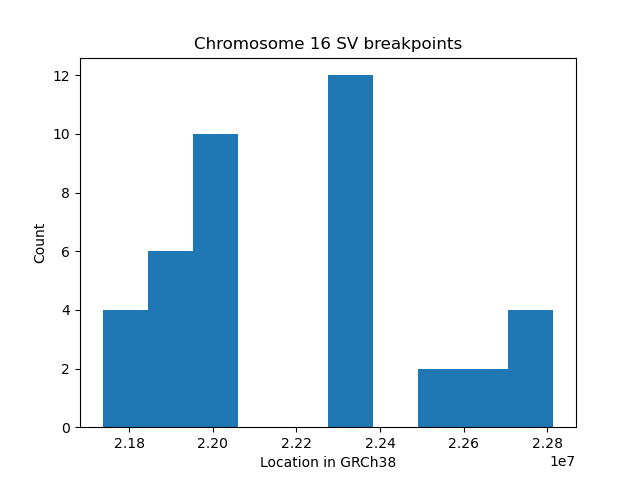 Chromosome 16 SV breakpoints
12
10
8
6
4
2
0
Count
2.18 2.20 2.22 2.24 2.26 2.28
1e7
Location in GRCh38